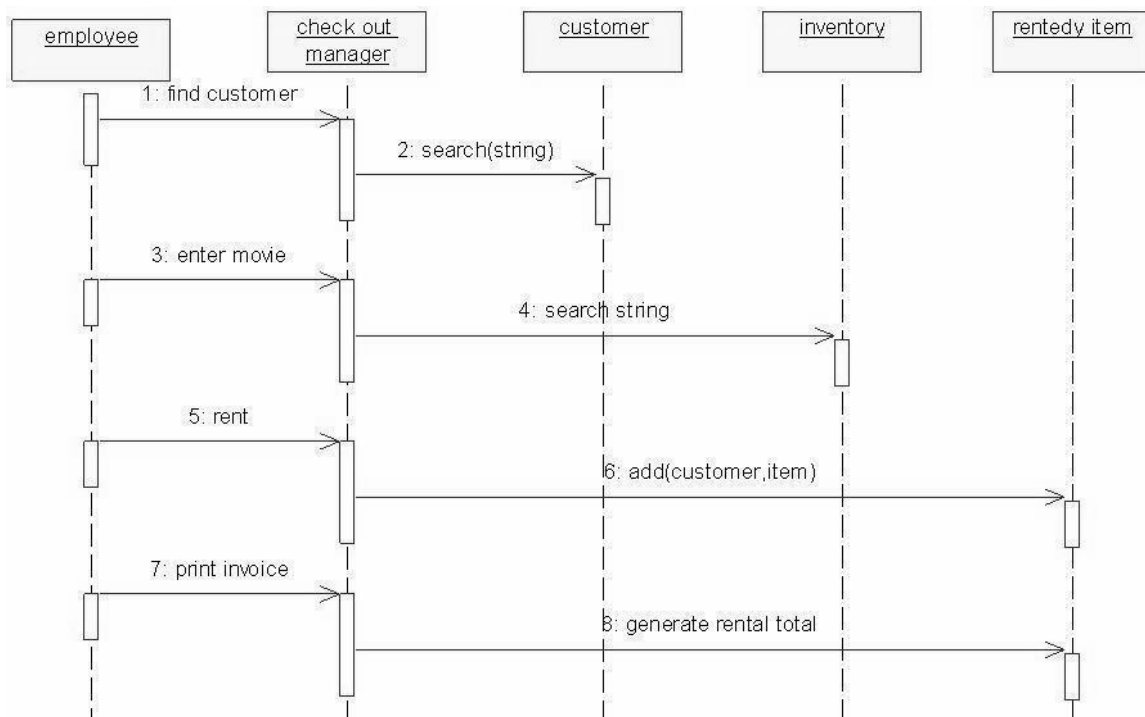 employee
check out
manager
customer
inventory
rentedy item
1: find customer
2: search(string)
3: enter movie
4: search string
5: rent
6: add(customer,item)
7: print invoice
8: generate rental total